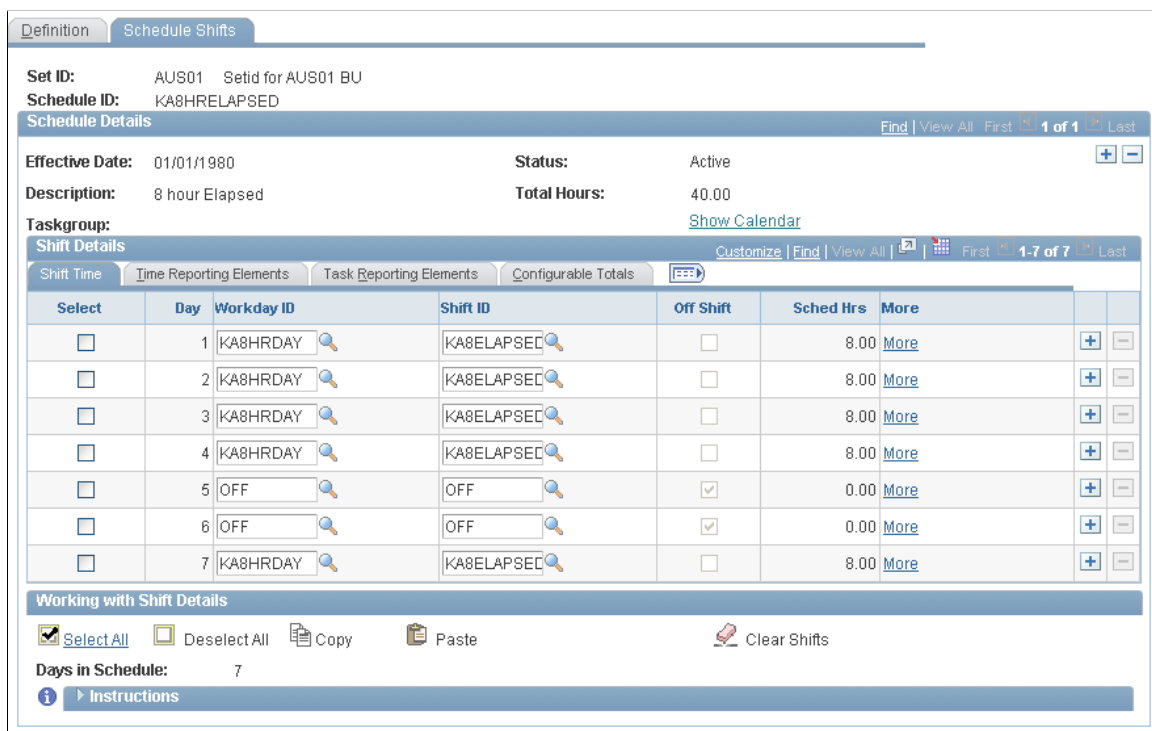 Definition Schedule Shifts
Set ID: AUS01 Setid for AUS01 BU
Schedule ID: KA8HRELAPSED
Schedule Details Find | View All First 1 of 1 Last
Effective Date: 01/01/1980 Status: Active
Description: 8 hour Elapsed Total Hours: 40.00
Taskgroup: Show Calendar
Shift Details Customize | Find | View All | | First 1-7 of 7 Last
Shift Time Time Reporting Elements Task Reporting Elements Configurable Totals
Select Day Workday ID Shift ID Off Shift Sched Hrs More
1 KA8HRDAY KA8ELAPSED 8.00 More
2 KA8HRDAY KA8ELAPSED 8.00 More
3 KA8HRDAY KA8ELAPSED 8.00 More
4 KA8HRDAY KA8ELAPSED 8.00 More
5 OFF OFF 0.00 More
6 OFF OFF 0.00 More
7 KA8HRDAY KA8ELAPSED 8.00 More
Working with Shift Details
Select All Deselect All Copy Paste Clear Shifts
Days in Schedule: 7
Instructions